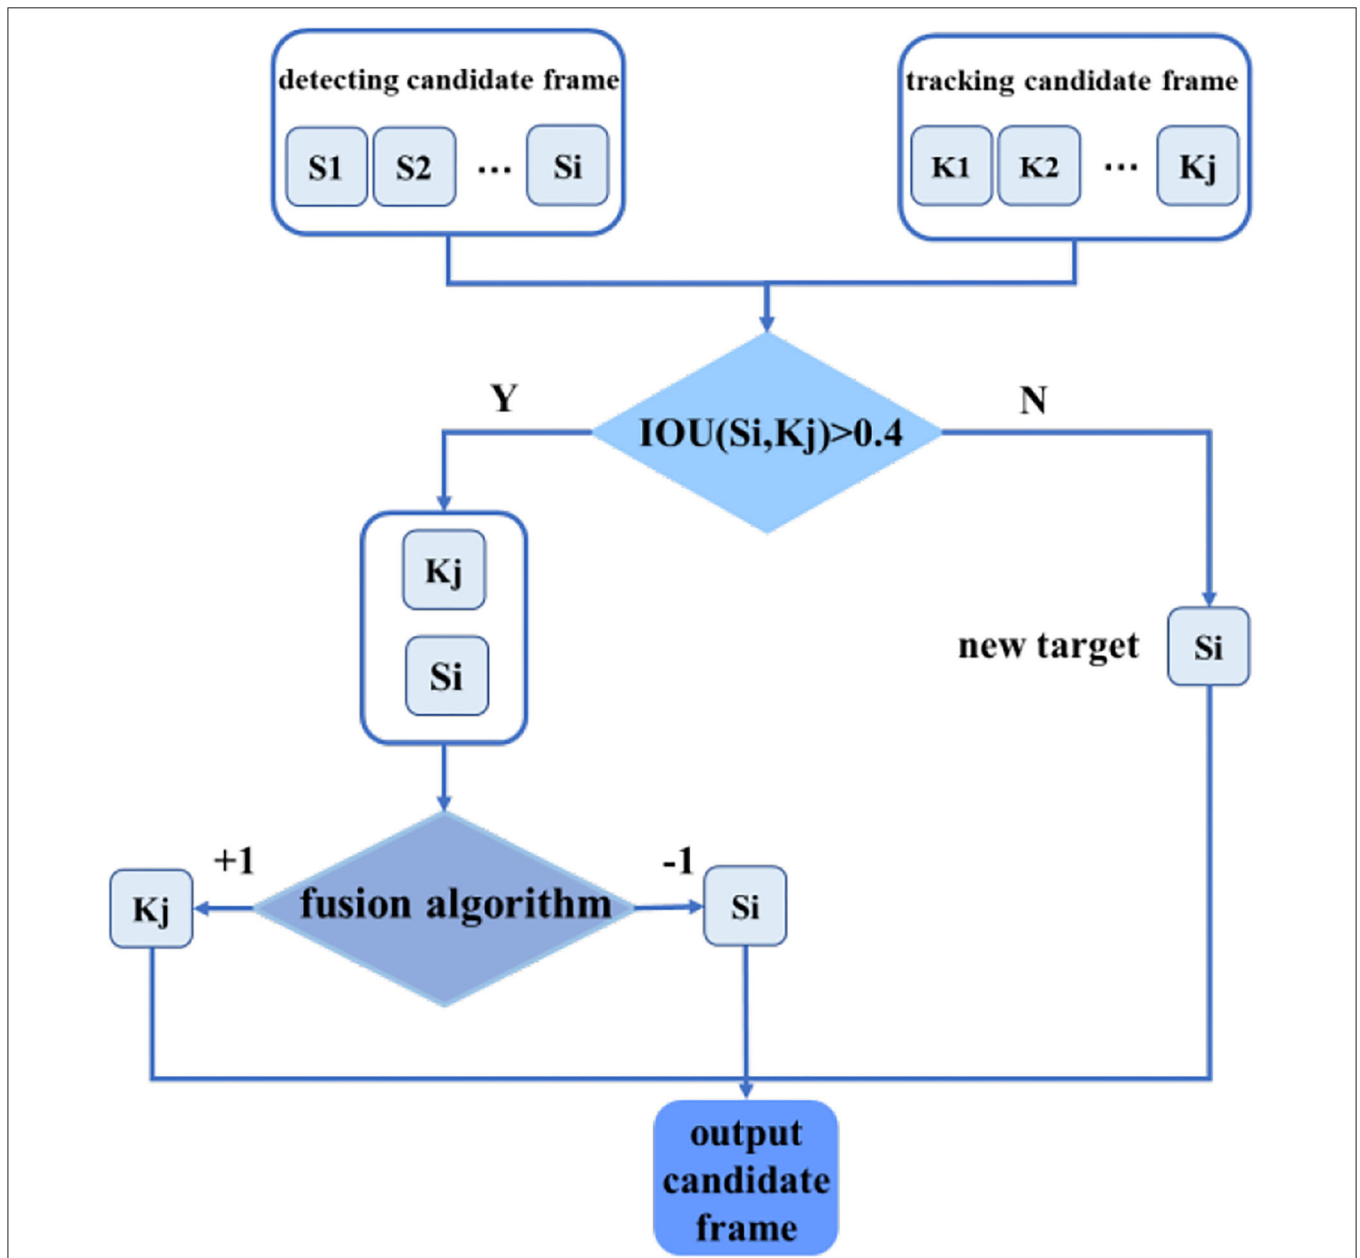 detecting candidate frame
S1 S2 ... Si
tracking candidate frame
K1 K2 ... Kj
IOU(Si,Kj)>0.4
Y
N
Kj
Si
new target
Si
fusion algorithm
+1
-1
Kj
Si
output
candidate
frame